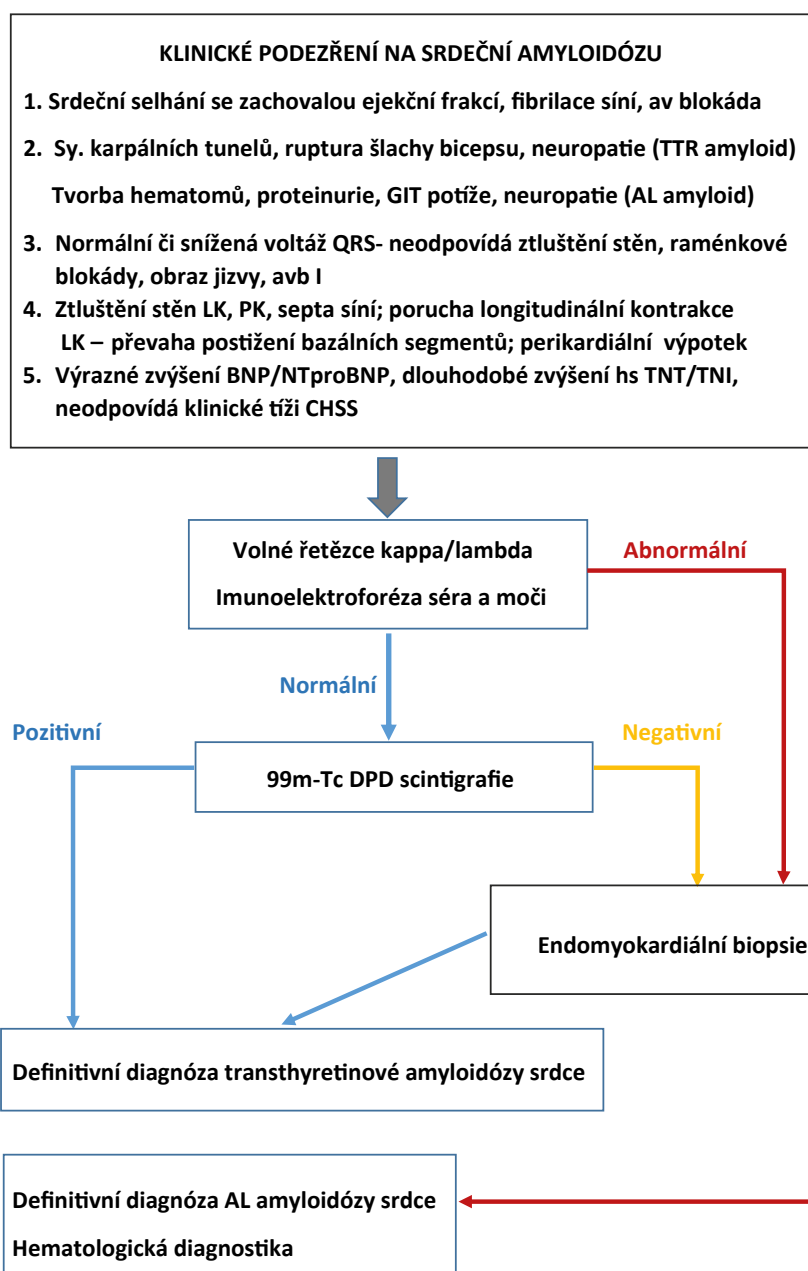 KLINICKÉ PODEZŘENÍ NA SRDEČNÍ AMYLOIDÓZU
1. Srdeční selhání se zachovalou ejekční frakcí, fibrilace síní, av blokáda
2. Sy. karpálních tunelů, ruptura šlachy bicepsu, neuropatie (TTR amyloid)
Tvorba hematomů, proteinurie, GIT potíže, neuropatie (AL amyloid)
3. Normální či snížená voltáž QRS- neodpovídá ztluštění stěn, raménkové
blokády, obraz jizvy, avb I
4. Ztluštění stěn LK, PK, septa síní; porucha longitudinální kontrakce
LK – převaha postižení bazálních segmentů; perikardiální výpotek
5. Výrazné zvýšení BNP/NTproBNP, dlouhodobé zvýšení hs TNT/TNI,
neodpovídá klinické tíži CHSS
Volné řetězce kappa/lambda
Imunoelektroforéza séra a moči
Abnormální
Normální
Pozitivní
Negativní
99m-Tc DPD scintigrafie
Endomyokardiální biopsie
Definitivní diagnóza transthyretinové amyloidózy srdce
Definitivní diagnóza AL amyloidózy srdce
Hematologická diagnostika